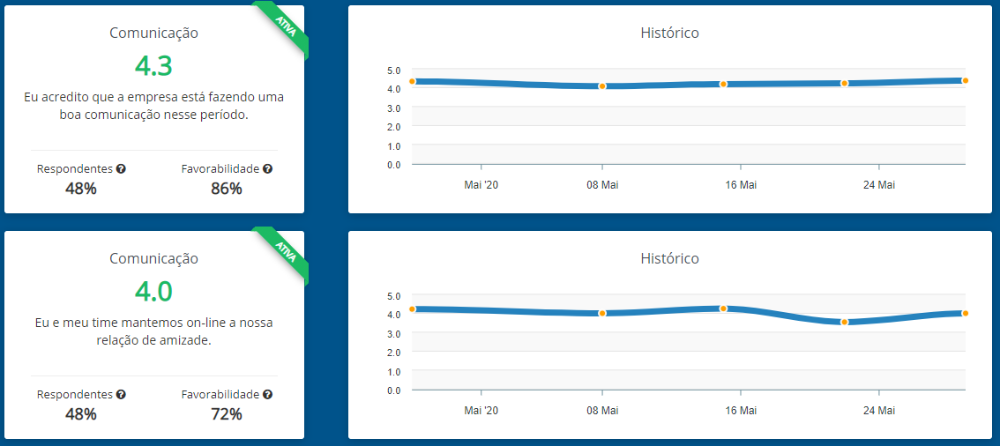 Comunicação
ATIVA
4.3
Eu acredito que a empresa está fazendo uma
boa comunicação nesse período.
Respondentes
Favorabilidade
48%
86%
Histórico
5.0
4.0
3.0
2.0
1.0
0.0
Mai '20
08 Mai
16 Mai
24 Mai
Comunicação
ATIVA
4.0
Eu e meu time mantemos on-line a nossa
relação de amizade.
Respondentes
Favorabilidade
48%
72%
Histórico
5.0
4.0
3.0
2.0
1.0
0.0
Mai '20
08 Mai
16 Mai
24 Mai